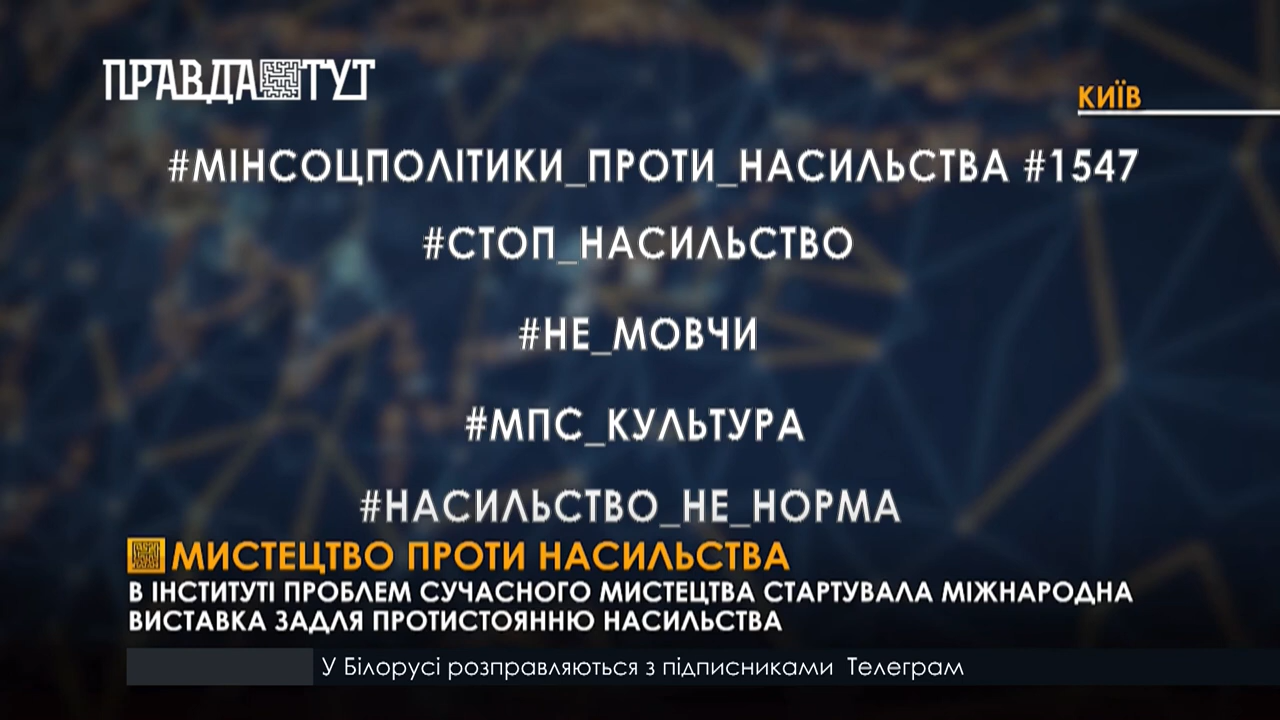 ПРАВДА ТУТ
КИЇВ
#МІНСОЦПОЛІТИКИ_ПРОТИ_НАСИЛЬСТВА #1547
#СТОП_НАСИЛЬСТВО
#НЕ_МОВЧИ
#МПС_КУЛЬТУРА
#НАСИЛЬСТВО_НЕ_НОРМА
МИСТЕЦТВО ПРОТИ НАСИЛЬСТВА
В ІНСТИТУТІ ПРОБЛЕМ СУЧАСНОГО МИСТЕЦТВА СТАРТУВАЛА МІЖНАРОДНА
ВИСТАВКА ЗАДЛЯ ПРОТИСТОЯННЮ НАСИЛЬСТВА
У Білорусі розправляються з підписниками Телеграм